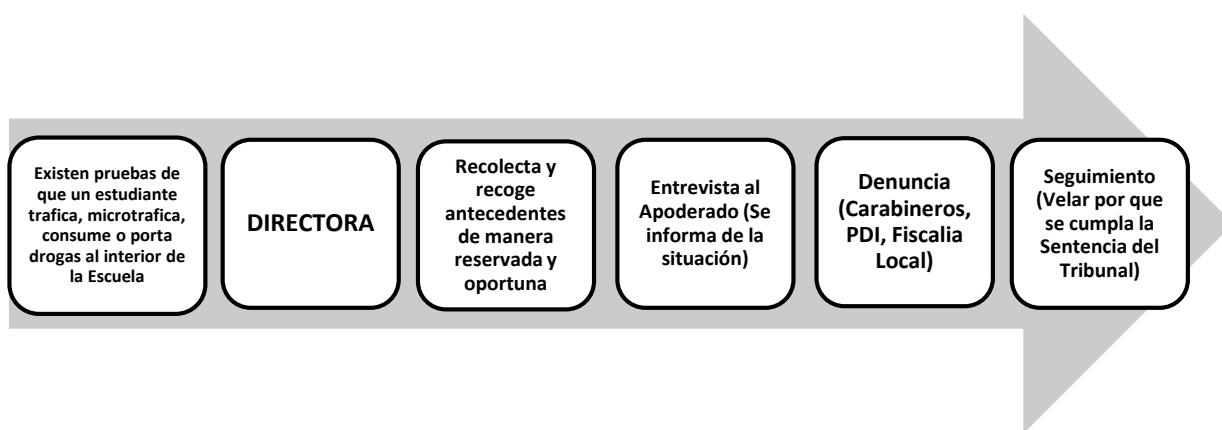 Existen pruebas de
que un estudiante
trafica, microtrafica,
consume o porta
drogas al interior de
la Escuela
DIRECTORA
Recolecta y
recoge
antecedentes
de manera
reservada y
oportuna
Entrevista al
Apoderado (Se
informa de la
situación)
Denuncia
(Carabineros,
PDI, Fiscalia
Local)
Seguimiento
(Velar por que
se cumpla la
Sentencia del
Tribunal)